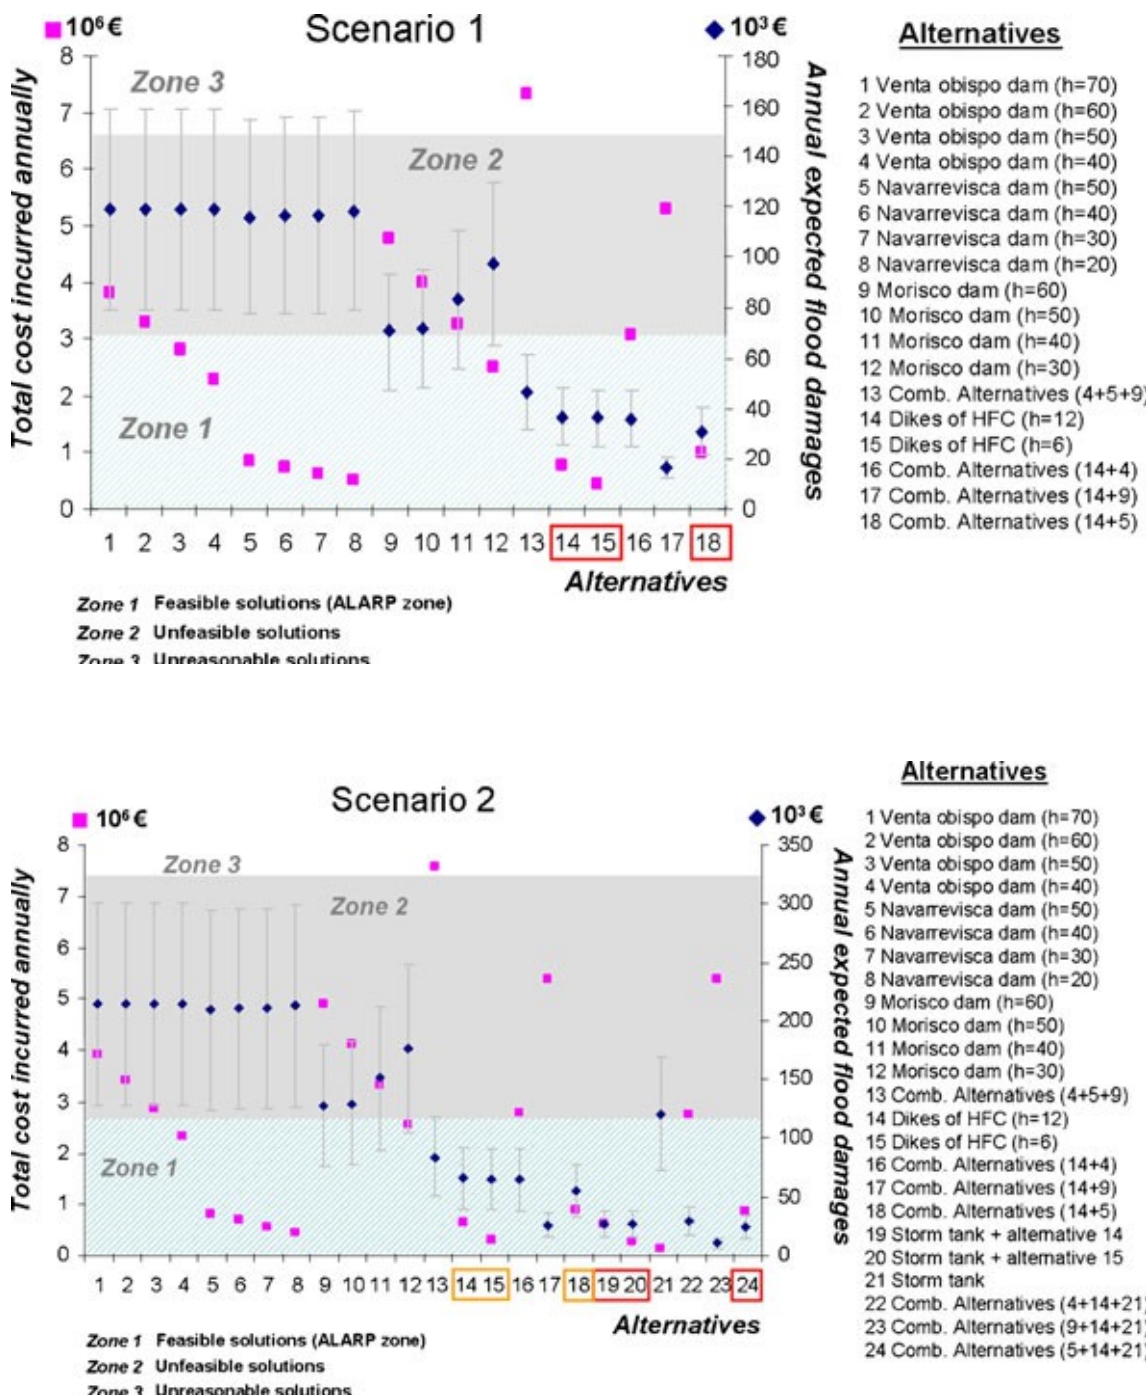 10⁶ €
Scenario 1
10³ €
Alternatives
Total cost incurred annually
8
7
6
5
4
3
2
1
0
Zone 3
Zone 2
Zone 1
180
160
140
120
100
80
60
40
20
0
Annual expected flood damages
1 2 3 4 5 6 7 8 9 10 11 12 13 14 15 16 17 18
Alternatives
1 Venta obispo dam (h=70)
2 Venta obispo dam (h=60)
3 Venta obispo dam (h=50)
4 Venta obispo dam (h=40)
5 Navarrevisca dam (h=50)
6 Navarrevisca dam (h=40)
7 Navarrevisca dam (h=30)
8 Navarrevisca dam (h=20)
9 Morisco dam (h=60)
10 Morisco dam (h=50)
11 Morisco dam (h=40)
12 Morisco dam (h=30)
13 Comb. Alternatives (4+5+9)
14 Dikes of HFC (h=12)
15 Dikes of HFC (h=6)
16 Comb. Alternatives (14+4)
17 Comb. Alternatives (14+9)
18 Comb. Alternatives (14+5)
Zone 1 Feasible solutions (ALARP zone)
Zone 2 Unfeasible solutions
Zone 3 Unreasonable solutions
10⁶ €
Scenario 2
10³ €
Alternatives
Total cost incurred annually
8
7
6
5
4
3
2
1
0
Zone 3
Zone 2
Zone 1
350
300
250
200
150
100
50
0
Annual expected flood damages
1 2 3 4 5 6 7 8 9 10 11 12 13 14 15 16 17 18 19 20 21 22 23 24
Alternatives
1 Venta obispo dam (h=70)
2 Venta obispo dam (h=60)
3 Venta obispo dam (h=50)
4 Venta obispo dam (h=40)
5 Navarrevisca dam (h=50)
6 Navarrevisca dam (h=40)
7 Navarrevisca dam (h=30)
8 Navarrevisca dam (h=20)
9 Morisco dam (h=60)
10 Morisco dam (h=50)
11 Morisco dam (h=40)
12 Morisco dam (h=30)
13 Comb. Alternatives (4+5+9)
14 Dikes of HFC (h=12)
15 Dikes of HFC (h=6)
16 Comb. Alternatives (14+4)
17 Comb. Alternatives (14+9)
18 Comb. Alternatives (14+5)
19 Storm tank + alternative 14
20 Storm tank + alternative 15
21 Storm tank
22 Comb. Alternatives (4+14+21)
23 Comb. Alternatives (9+14+21)
24 Comb. Alternatives (5+14+21)
Zone 1 Feasible solutions (ALARP zone)
Zone 2 Unfeasible solutions
Zone 3 Unreasonable solutions